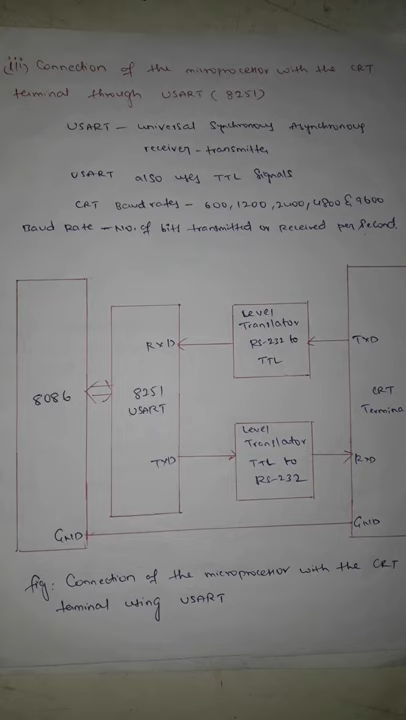 (iii) Connection of the microprocessor with the CRT
terminal through USART (8251)
USART - universal Synchronous Asynchronous
receiver - transmitter
USART also uses TTL Signals
CRT Baud rates - 600, 1200, 2400, 4800 & 9600
Baud Rate - No. of bits transmitted or Received per Second.
8086
GND
8251
USART
RXD
TXD
Level
Translator
RS-232 to
TTL
Level
Translator
TTL to
RS-232
TXD
CRT
Termina
RXD
GND
fig: Connection of the microprocessor with the CRT
terminal using USART